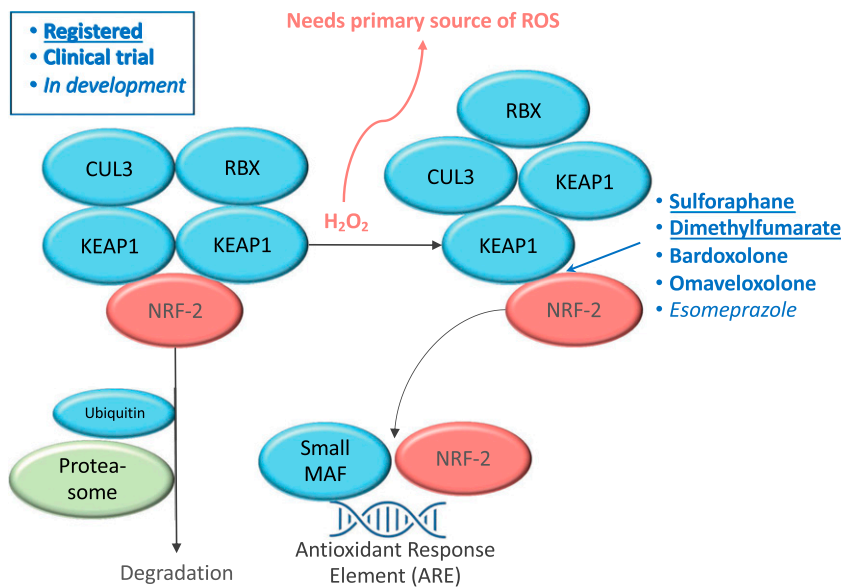 Needs primary source of ROS
• Registered
• Clinical trial
• In development
RBX
CUL3
RBX
CUL3
KEAP1
H₂O₂
KEAP1
KEAP1
KEAP1
• Sulforaphane
• Dimethylfumarate
• Bardoxolone
• Omaveloxolone
• Esomeprazole
NRF-2
NRF-2
Ubiquitin
Protea-
some
Small
MAF
NRF-2
Antioxidant Response
Element (ARE)
Degradation